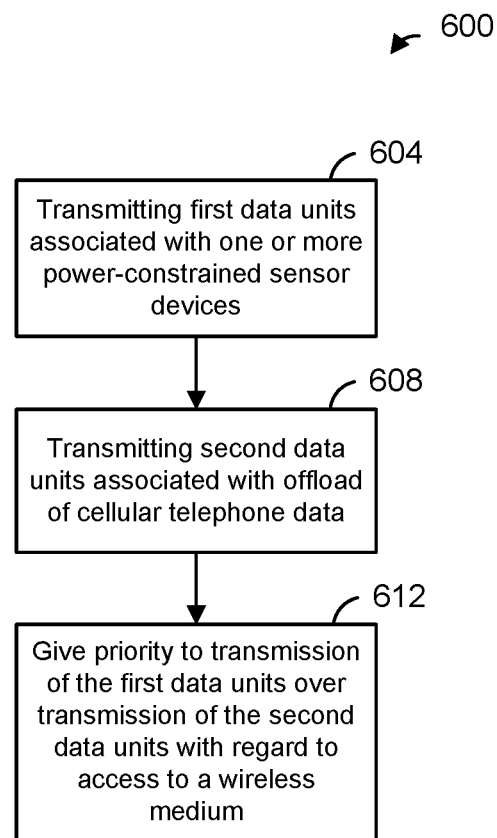 600
604
Transmitting first data units
associated with one or more
power-constrained sensor
devices
608
Transmitting second data
units associated with offload
of cellular telephone data
612
Give priority to transmission
of the first data units over
transmission of the second
data units with regard to
access to a wireless
medium